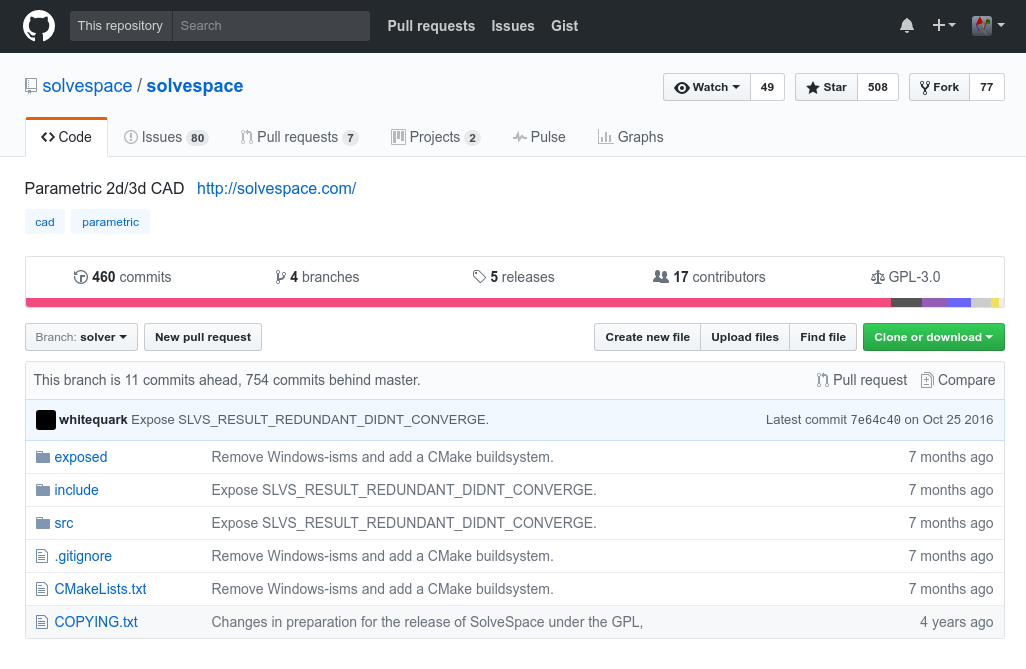 This repository Search Pull requests Issues Gist
solvespace / solvespace Watch 49 Star 508 Fork 77
Code Issues 80 Pull requests 7 Projects 2 Pulse Graphs
Parametric 2d/3d CAD http://solvespace.com/
cad parametric
460 commits 4 branches 5 releases 17 contributors GPL-3.0
Branch: solver New pull request Create new file Upload files Find file Clone or download
This branch is 11 commits ahead, 754 commits behind master. Pull request Compare
whitequark Expose SLVS_RESULT_REDUNDANT_DIDNT_CONVERGE. Latest commit 7e64c40 on Oct 25 2016
exposed Remove Windows-isms and add a CMake buildsystem. 7 months ago
include Expose SLVS_RESULT_REDUNDANT_DIDNT_CONVERGE. 7 months ago
src Expose SLVS_RESULT_REDUNDANT_DIDNT_CONVERGE. 7 months ago
.gitignore Remove Windows-isms and add a CMake buildsystem. 7 months ago
CMakeLists.txt Remove Windows-isms and add a CMake buildsystem. 7 months ago
COPYING.txt Changes in preparation for the release of SolveSpace under the GPL, 4 years ago